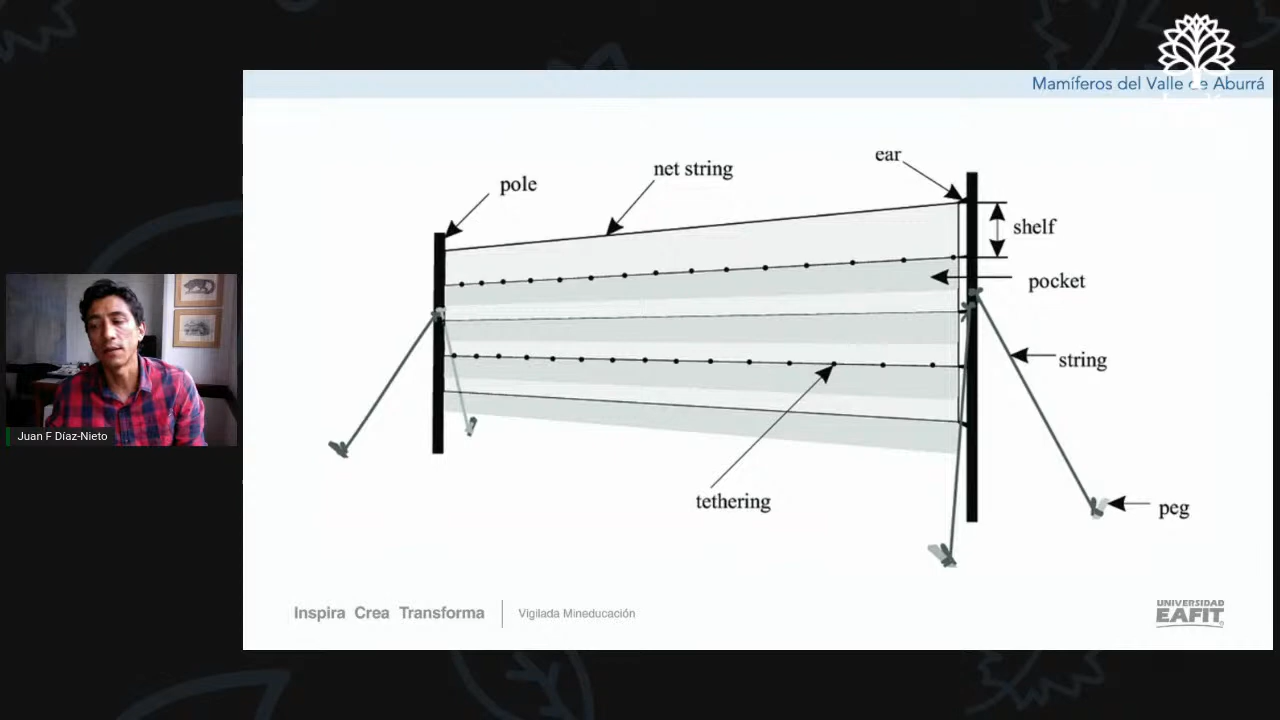 Mamíferos del Valle de Aburrá
ear
net string
pole
shelf
pocket
string
Juan F Díaz-Nieto
tethering
peg
Inspira Crea Transforma
Vigilada Mineducación
UNIVERSIDAD
EAFIT